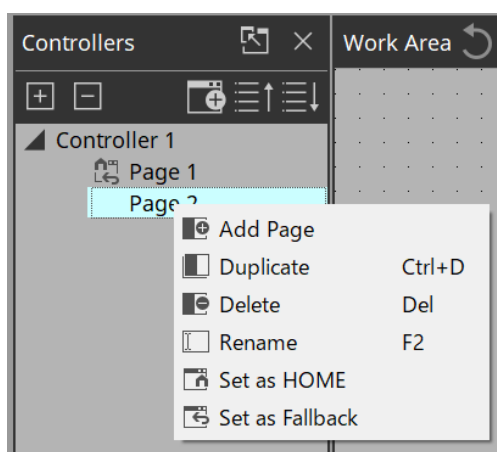 Controllers
Work Area
Controller 1
Page 1
Page 2
Add Page
Duplicate Ctrl+D
Delete Del
Rename F2
Set as HOME
Set as Fallback